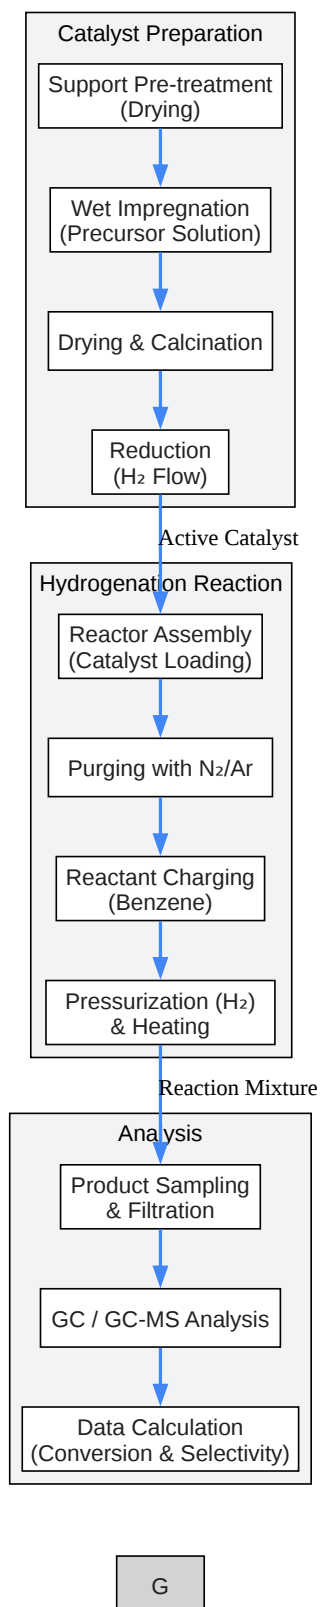 Catalyst Preparation
Support Pre-treatment
(Drying)
Wet Impregnation
(Precursor Solution)
Drying & Calcination
Reduction
(H₂ Flow)
Active Catalyst
Hydrogenation Reaction
Reactor Assembly
(Catalyst Loading)
Purging with N₂/Ar
Reactant Charging
(Benzene)
Pressurization (H₂)
& Heating
Reaction Mixture
Analysis
Product Sampling
& Filtration
GC / GC-MS Analysis
Data Calculation
(Conversion & Selectivity)
G